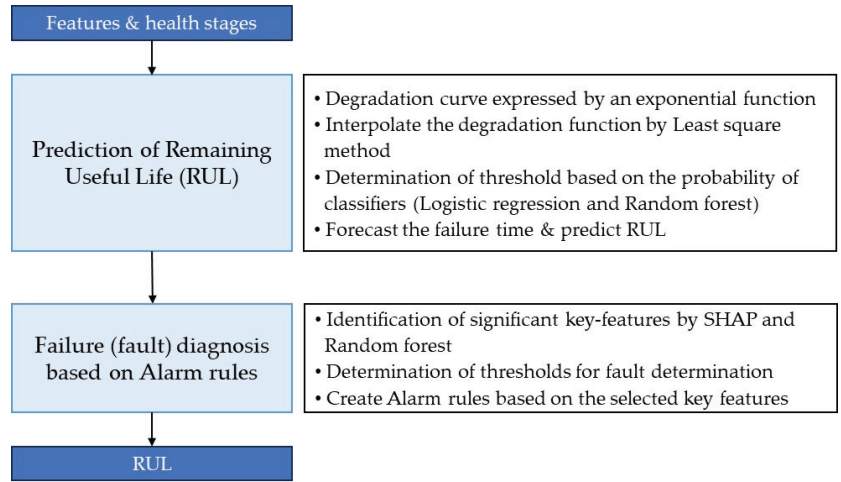 Features & health stages
Prediction of Remaining
Useful Life (RUL)
• Degradation curve expressed by an exponential function
• Interpolate the degradation function by Least square
method
• Determination of threshold based on the probability of
classifiers (Logistic regression and Random forest)
• Forecast the failure time & predict RUL
Failure (fault) diagnosis
based on Alarm rules
• Identification of significant key-features by SHAP and
Random forest
• Determination of thresholds for fault determination
• Create Alarm rules based on the selected key features
RUL